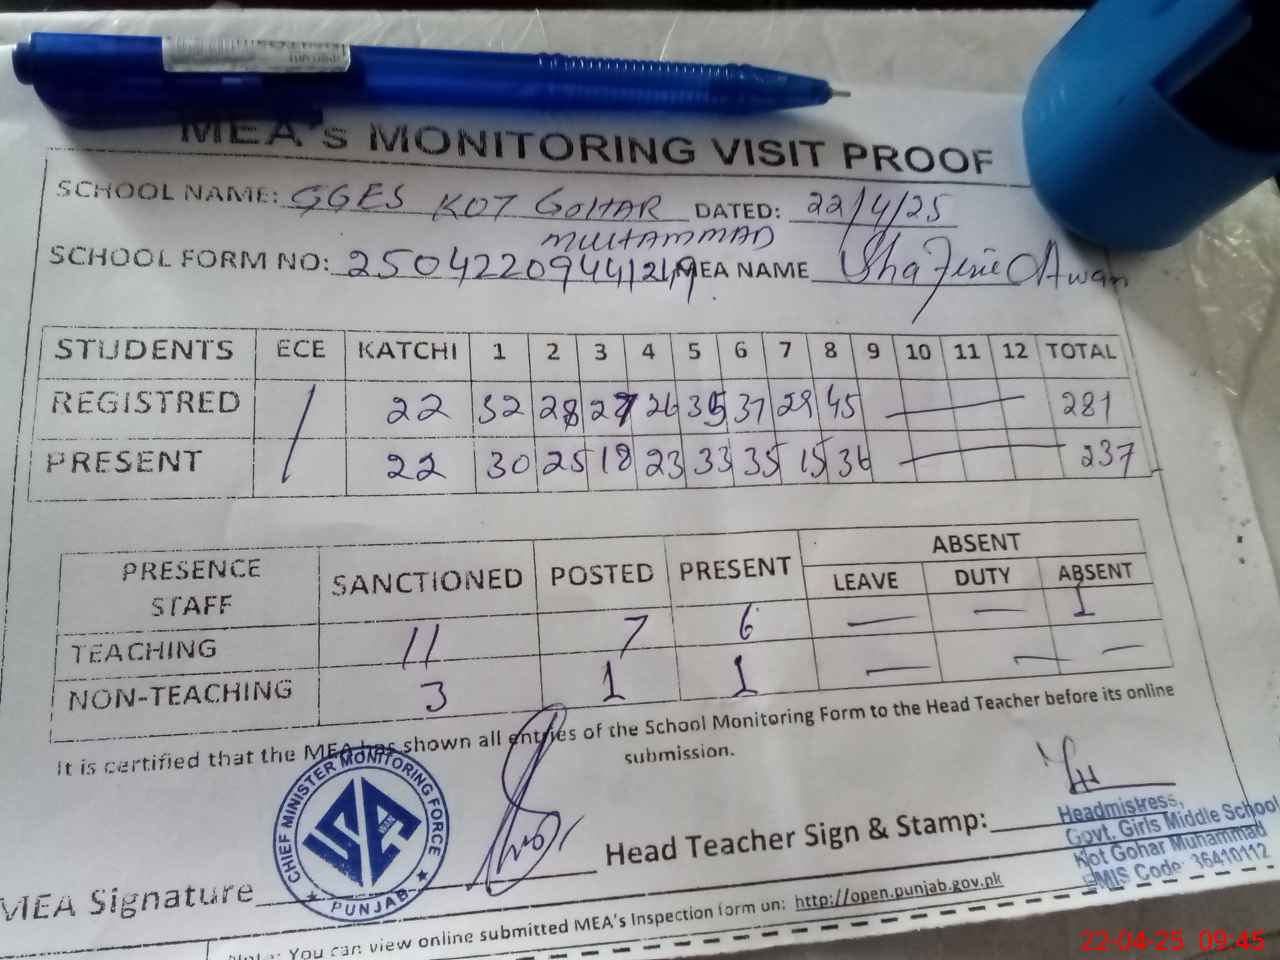 MEA's MONITORING VISIT PROOF
SCHOOL NAME: GGES KOT GOHAR DATED: 22/4/25
MUHAMMAD
SCHOOL FORM NO: 25042209441249 MEA NAME Awan
STUDENTS ECE KATCHI 1 2 3 4 5 6 7 8 9 10 11 12 TOTAL
REGISTRED / 22 32 28 27 26 35 37 29 45 — 281
PRESENT 22 30 25 18 23 33 35 15 36 — 237
PRESENCE STAFF SANCTIONED POSTED PRESENT ABSENT
LEAVE DUTY ABSENT
TEACHING 11 7 6 — — 1
NON-TEACHING 3 1 1 — — —
It is certified that the MEA has shown all entries of the School Monitoring Form to the Head Teacher before its online
submission.
CHIEF MINISTER MONITORING FORCE
PUNJAB
MEA Signature
Head Teacher Sign & Stamp:
Headmistress,
Govt. Girls Middle School
Kot Gohar Muhammad
EMIS Code: 36410112
Note: You can view online submitted MEA's Inspection form on: http://open.punjab.gov.pk
22-04-25 09:45